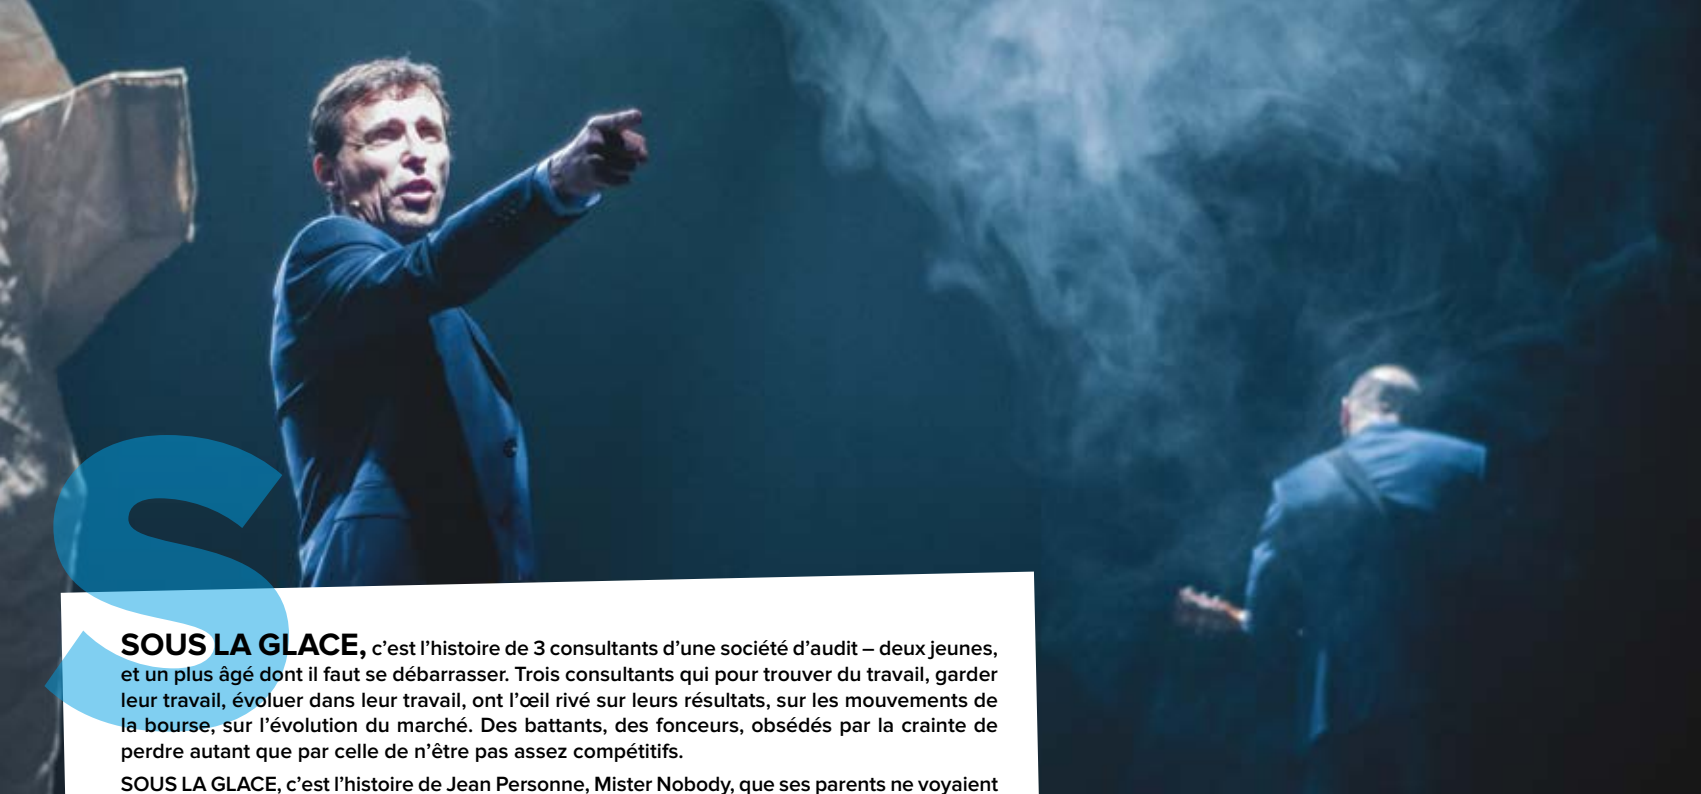 S
SOUS LA GLACE, c’est l’histoire de 3 consultants d’une société d’audit – deux jeunes,
et un plus âgé dont il faut se débarrasser. Trois consultants qui pour trouver du travail, garder
leur travail, évoluer dans leur travail, ont l’œil rivé sur leurs résultats, sur les mouvements de
la bourse, sur l’évolution du marché. Des battants, des fonceurs, obsédés par la crainte de
perdre autant que par celle de n’être pas assez compétitifs.
SOUS LA GLACE, c’est l’histoire de Jean Personne, Mister Nobody, que ses parents ne voyaient